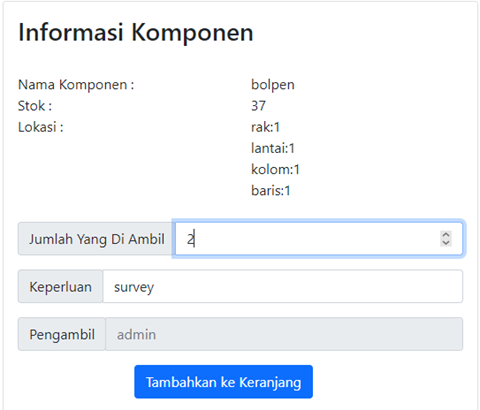 Informasi Komponen
Nama Komponen : bolpen
Stok : 37
Lokasi : rak:1
lantai:1
kolom:1
baris:1
Jumlah Yang Di Ambil 2
Keperluan survey
Pengambil admin
Tambahkan ke Keranjang